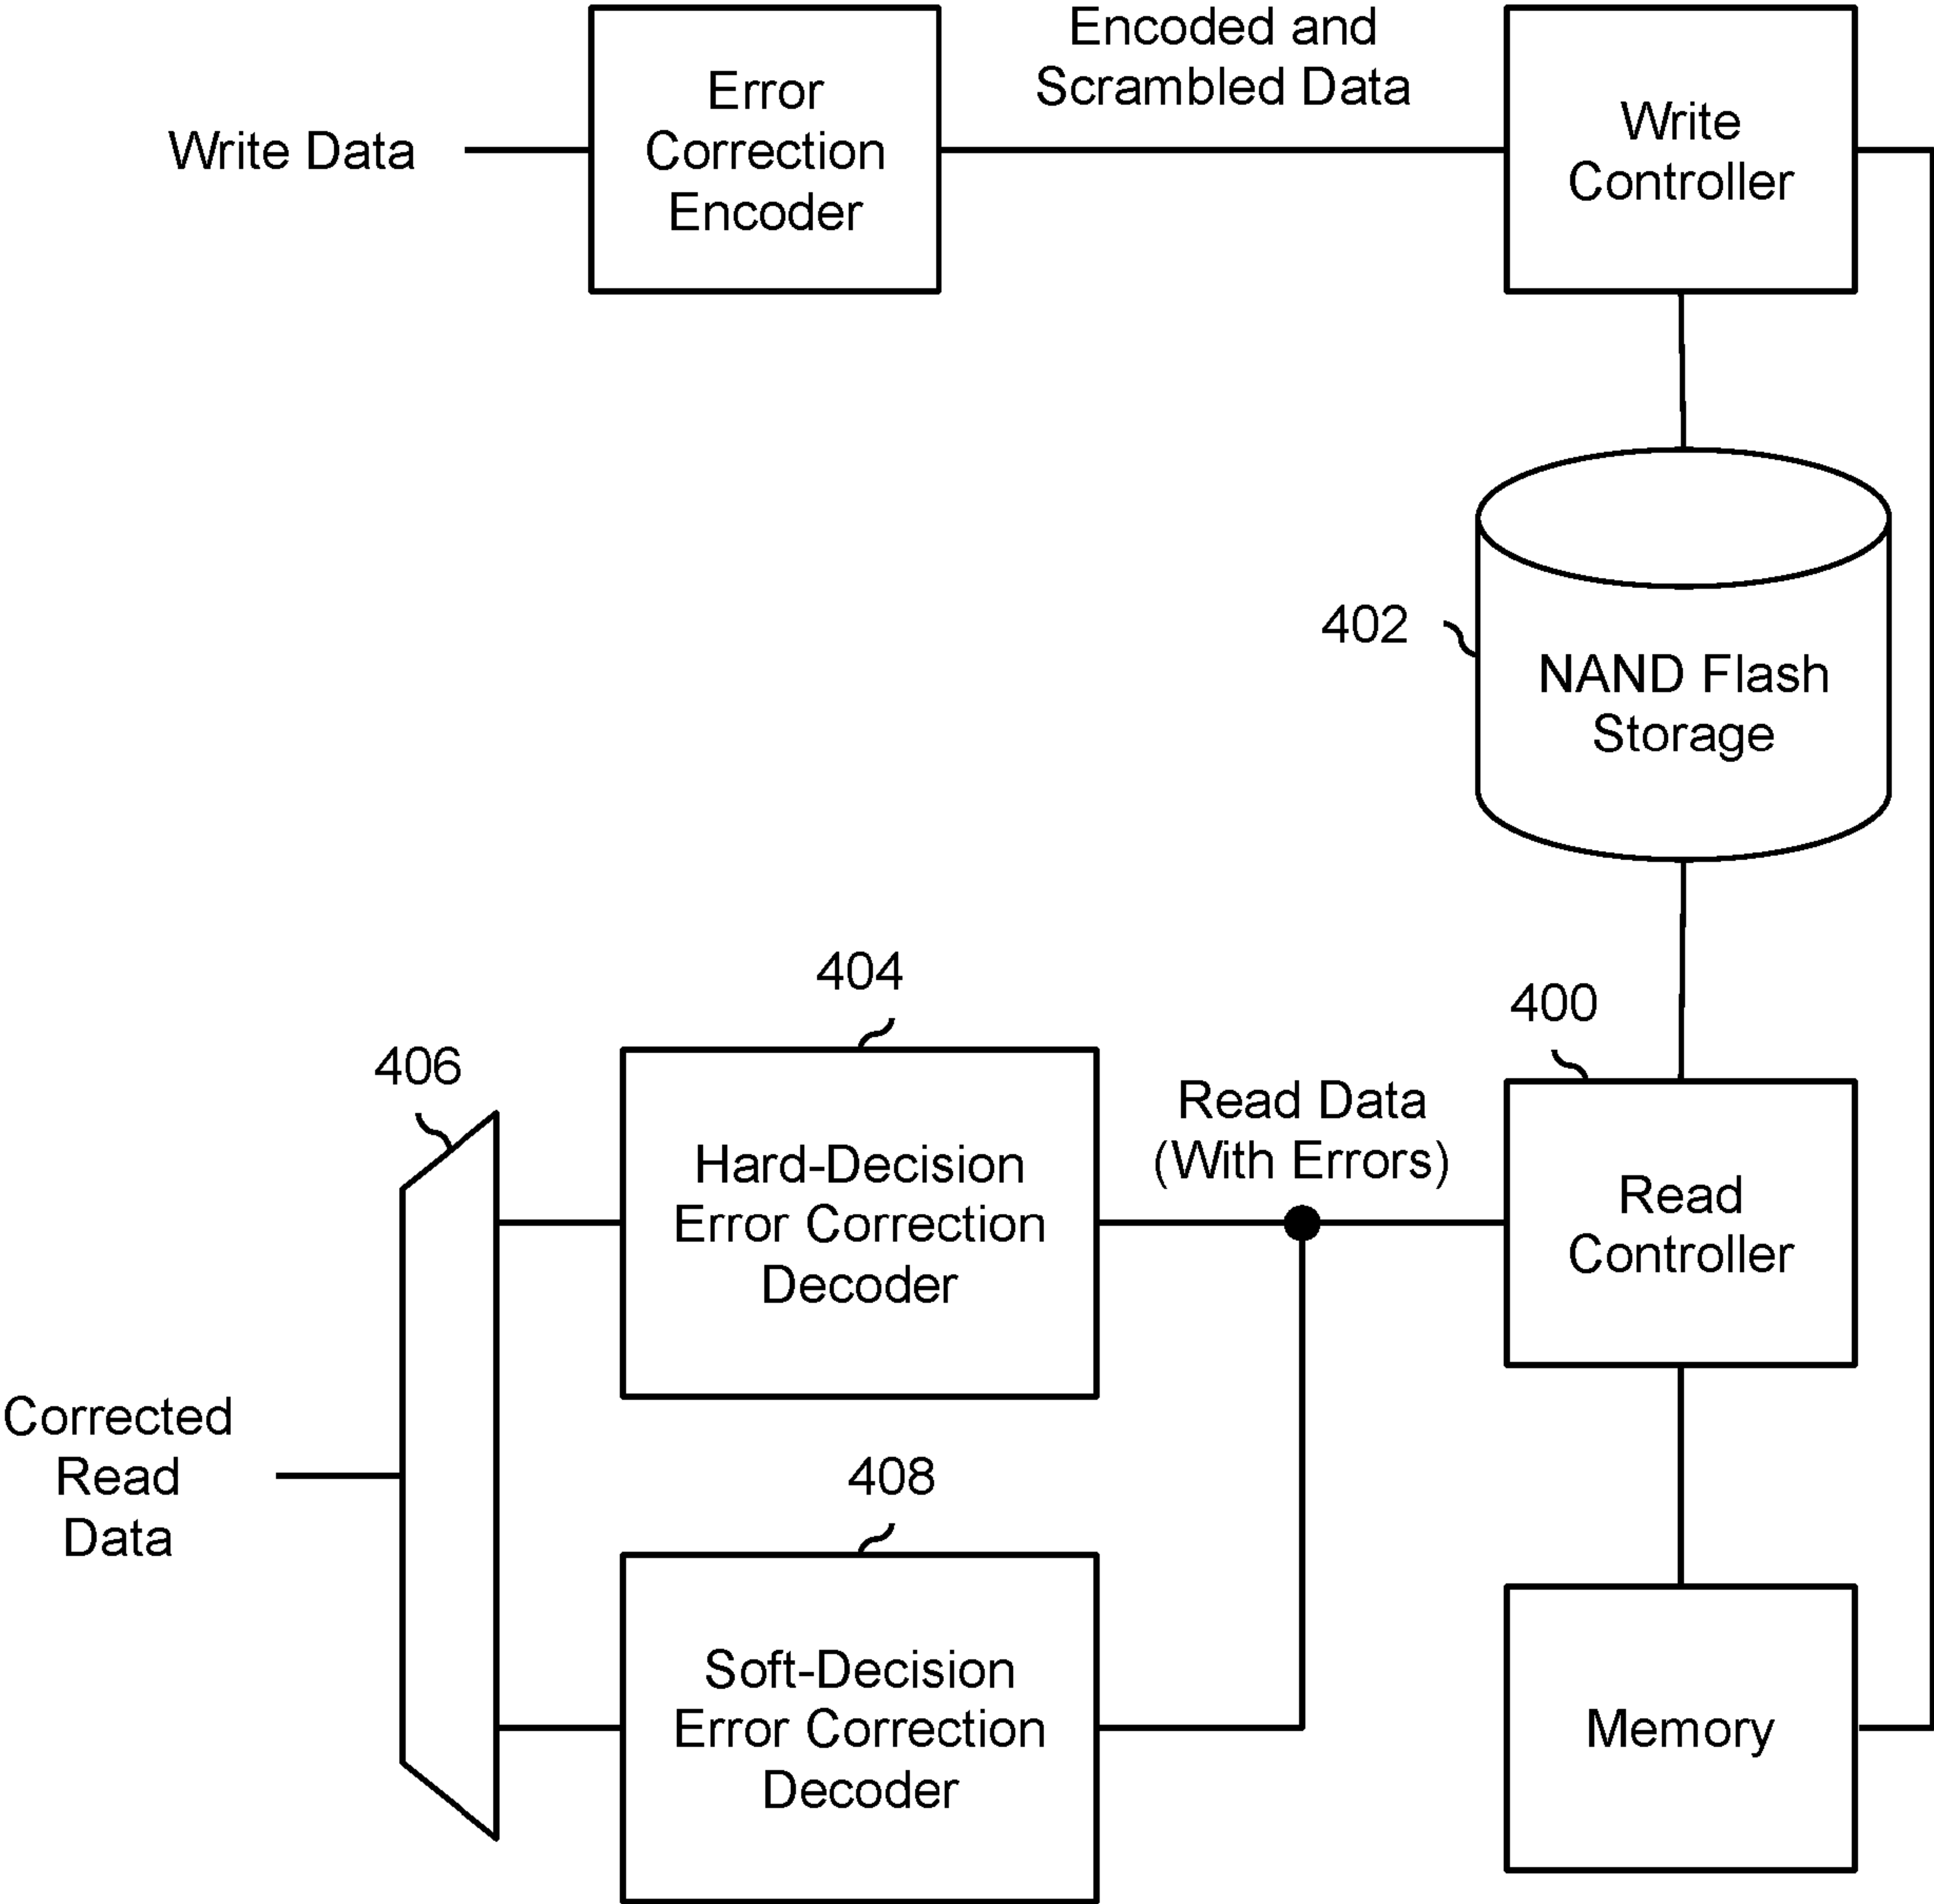 Write Data
Error
Correction
Encoder
Encoded and
Scrambled Data
Write
Controller
402
NAND Flash
Storage
404
406
Hard-Decision
Error Correction
Decoder
Read Data
(With Errors)
400
Read
Controller
Corrected
Read
Data
408
Soft-Decision
Error Correction
Decoder
Memory